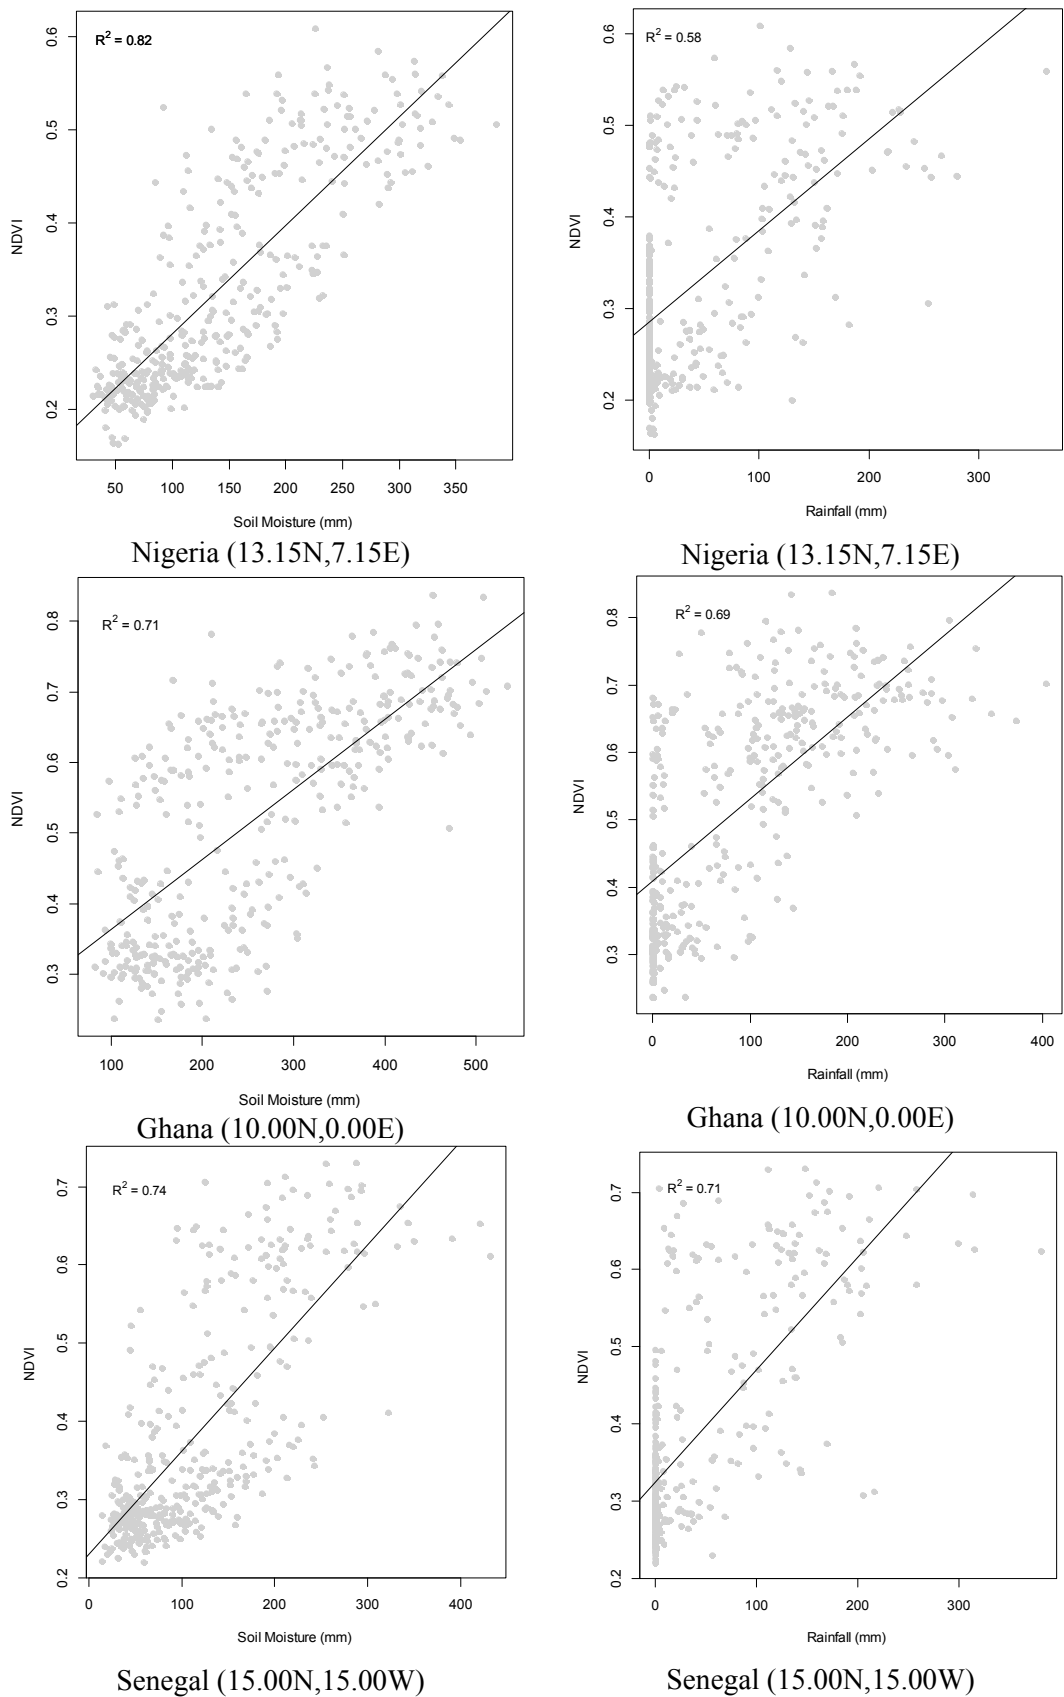 R² = 0.82
NDVI
0.6
0.5
0.4
0.3
0.2
50 100 150 200 250 300 350
Soil Moisture (mm)
Nigeria (13.15N,7.15E)
R² = 0.58
NDVI
0.6
0.5
0.4
0.3
0.2
0 100 200 300
Rainfall (mm)
Nigeria (13.15N,7.15E)
R² = 0.71
NDVI
0.8
0.7
0.6
0.5
0.4
0.3
100 200 300 400 500
Soil Moisture (mm)
Ghana (10.00N,0.00E)
R² = 0.69
NDVI
0.8
0.7
0.6
0.5
0.4
0.3
0 100 200 300 400
Rainfall (mm)
Ghana (10.00N,0.00E)
R² = 0.74
NDVI
0.7
0.6
0.5
0.4
0.3
0.2
0 100 200 300 400
Soil Moisture (mm)
Senegal (15.00N,15.00W)
R² = 0.71
NDVI
0.7
0.6
0.5
0.4
0.3
0.2
0 100 200 300
Rainfall (mm)
Senegal (15.00N,15.00W)